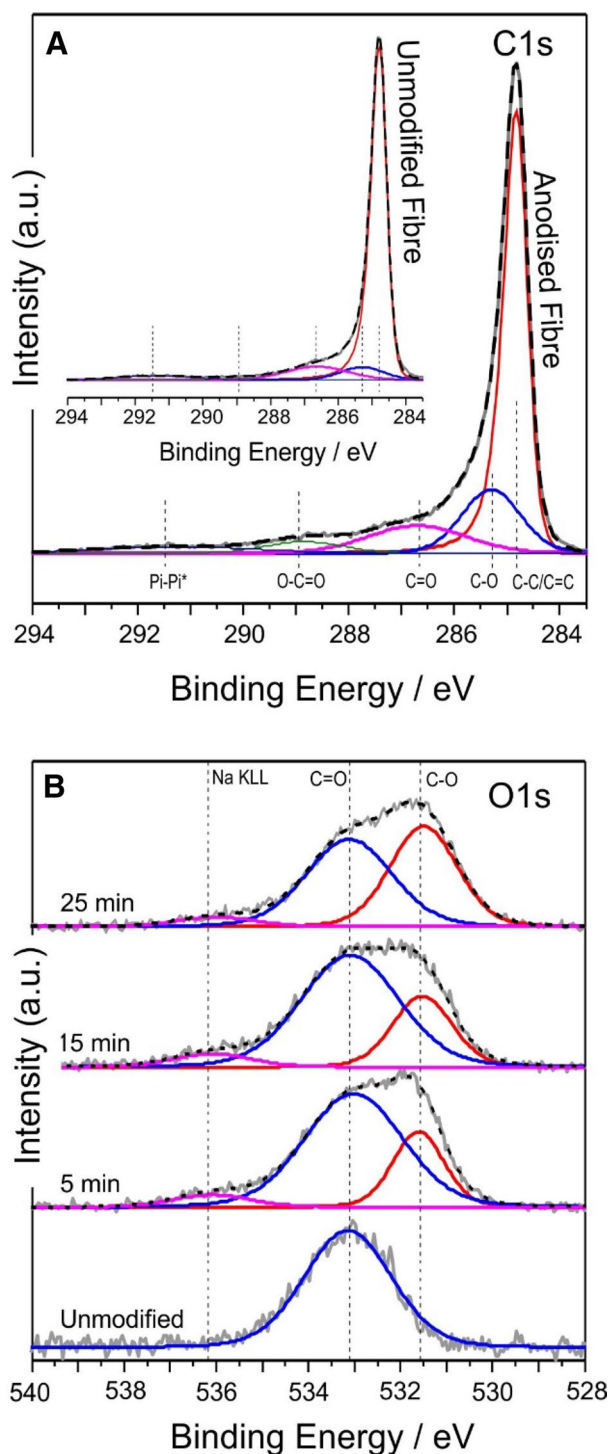 A
C1s
Unmodified Fibre
Anodised Fibre
Intensity (a.u.)
294 292 290 288 286 284
Binding Energy / eV
Pi-Pi*
O-C=O
C=O
C-O
C-C/C=C
294 292 290 288 286 284
Binding Energy / eV
B
Na KLL
C=O
C-O
O1s
25 min
15 min
5 min
Unmodified
Intensity (a.u.)
540 538 536 534 532 530 528
Binding Energy / eV